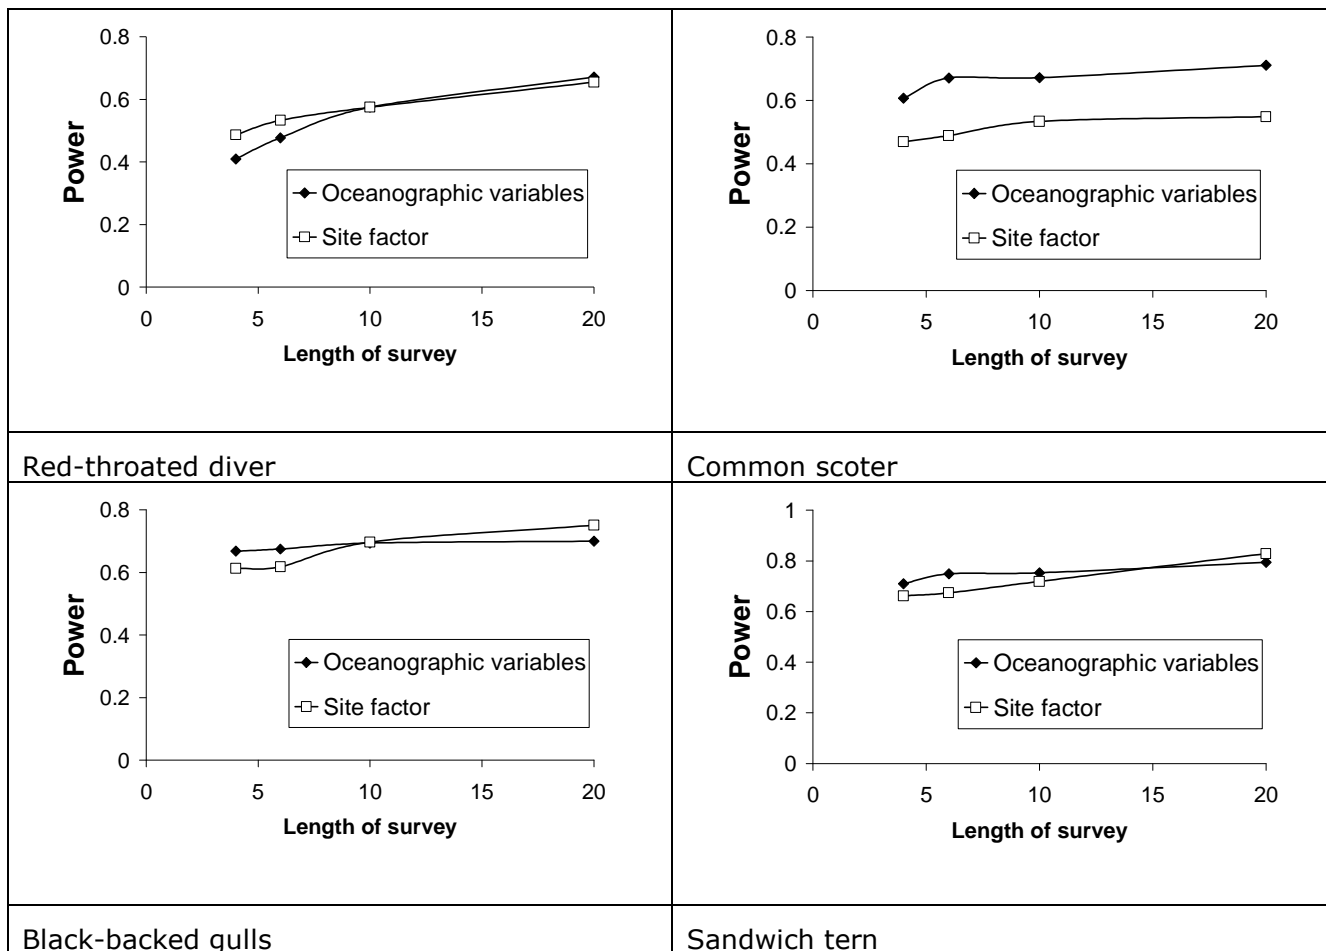 0.8
0.6
0.4
0.2
0
Power
Oceanographic variables
Site factor
0 5 10 15 20
Length of survey
0.8
0.6
0.4
0.2
0
Power
Oceanographic variables
Site factor
0 5 10 15 20
Length of survey
Red-throated diver
Common scoter
0.8
0.6
0.4
0.2
0
Power
Oceanographic variables
Site factor
0 5 10 15 20
Length of survey
1
0.8
0.6
0.4
0.2
0
Power
Oceanographic variables
Site factor
0 5 10 15 20
Length of survey
Black-backed gulls
Sandwich tern